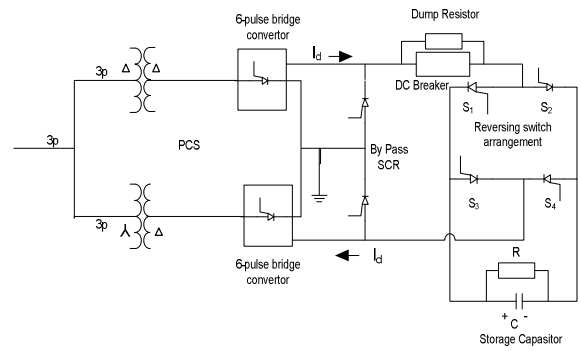 Dump Resistor
6-pulse bridge
convertor
Id
3p
Δ Δ
DC Breaker
S1
S2
3p
PCS
By Pass
SCR
Reversing switch
arrangement
S3
S4
3p
Y Δ
Id
6-pulse bridge
convertor
R
+ C -
Storage Capasitor